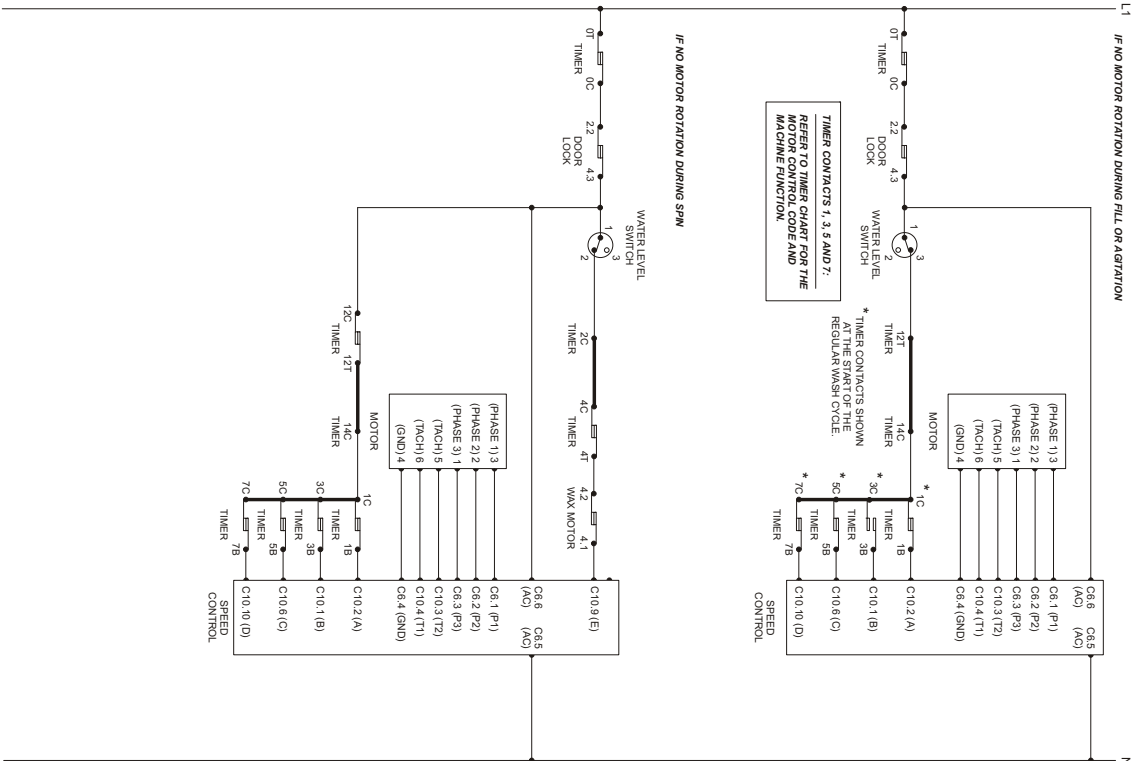 L1
N
IF NO MOTOR ROTATION DURING FILL OR AGITATION
C6.6 C6.5
(AC) (AC)
0T 0C
TIMER
2.2 4.3
DOOR
LOCK
1
3
2
WATER LEVEL
SWITCH
12T
TIMER
14C
TIMER
MOTOR
(PHASE 1) 3
(PHASE 2) 2
(PHASE 3) 1
(TACH) 5
(TACH) 6
(GND) 4
C6.1 (P1)
C6.2 (P2)
C6.3 (P3)
C10.3 (T2)
C10.4 (T1)
C6.4 (GND)
* 1C 1B
TIMER
C10.2 (A)
* 3C 3B
TIMER
C10.1 (B)
* 5C 5B
TIMER
C10.6 (C)
* 7C 7B
TIMER
C10.10 (D)
SPEED
CONTROL
* TIMER CONTACTS SHOWN
AT THE START OF THE
REGULAR WASH CYCLE.
TIMER CONTACTS 1, 3, 5 AND 7:
REFER TO TIMER CHART FOR THE
MOTOR CONTROL CODE AND
MACHINE FUNCTION.
IF NO MOTOR ROTATION DURING SPIN
0T 0C
TIMER
2.2 4.3
DOOR
LOCK
1
3
2
WATER LEVEL
SWITCH
2C
TIMER
4C 4T
TIMER
4.2 4.1
WAX MOTOR
C10.9 (E)
C6.6 C6.5
(AC) (AC)
(PHASE 1) 3
(PHASE 2) 2
(PHASE 3) 1
(TACH) 5
(TACH) 6
(GND) 4
C6.1 (P1)
C6.2 (P2)
C6.3 (P3)
C10.3 (T2)
C10.4 (T1)
C6.4 (GND)
MOTOR
12C 12T
TIMER
14C
TIMER
1C 1B
TIMER
C10.2 (A)
3C 3B
TIMER
C10.1 (B)
5C 5B
TIMER
C10.6 (C)
7C 7B
TIMER
C10.10 (D)
SPEED
CONTROL